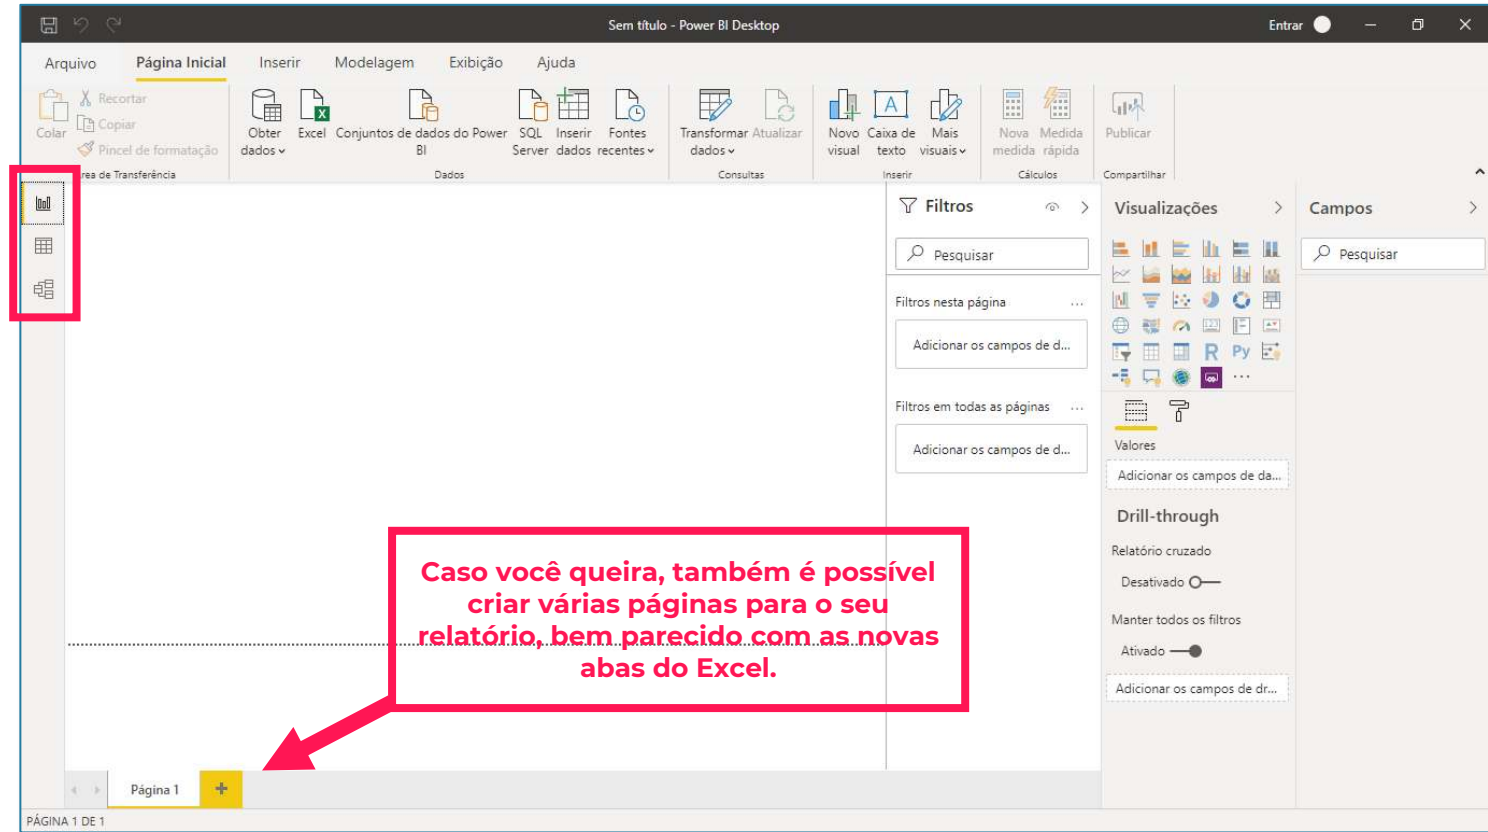 Sem título - Power BI Desktop
Entrar
Arquivo
Página Inicial
Inserir
Modelagem
Exibição
Ajuda
Colar
Recortar
Copiar
Pincel de formatação
Obter dados
Excel
Conjuntos de dados do Power BI
SQL Server
Inserir dados
Fontes recentes
Transformar dados
Atualizar
Novo visual
Caixa de texto
Mais visuais
Nova medida
Medida rápida
Publicar
rea de Transferência
Dados
Consultas
Inserir
Cálculos
Compartilhar
Filtros
Pesquisar
Filtros nesta página
Adicionar os campos de d...
Filtros em todas as páginas
Adicionar os campos de d...
Visualizações
123
R
Py
Valores
Adicionar os campos de da...
Drill-through
Relatório cruzado
Desativado
Manter todos os filtros
Ativado
Adicionar os campos de dr...
Campos
Pesquisar
Caso você queira, também é possível
criar várias páginas para o seu
relatório, bem parecido com as novas
abas do Excel.
Página 1
PÁGINA 1 DE 1